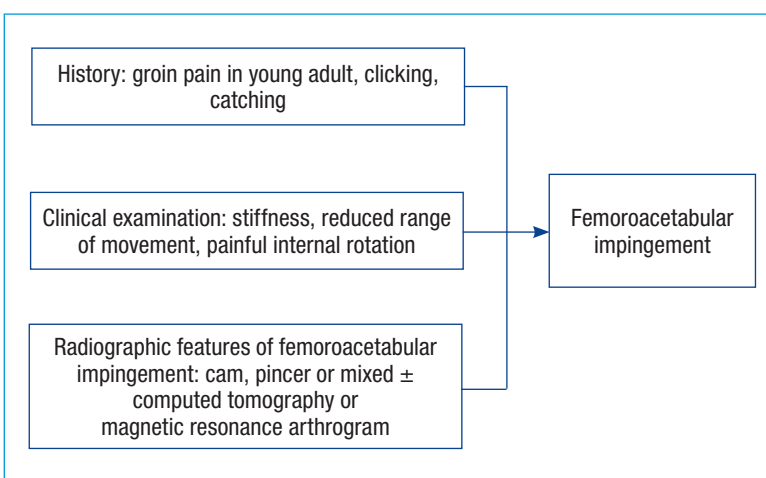 History: groin pain in young adult, clicking,
catching
Clinical examination: stiffness, reduced range
of movement, painful internal rotation
Radiographic features of femoroacetabular
impingement: cam, pincer or mixed ±
computed tomography or
magnetic resonance arthrogram
Femoroacetabular
impingement